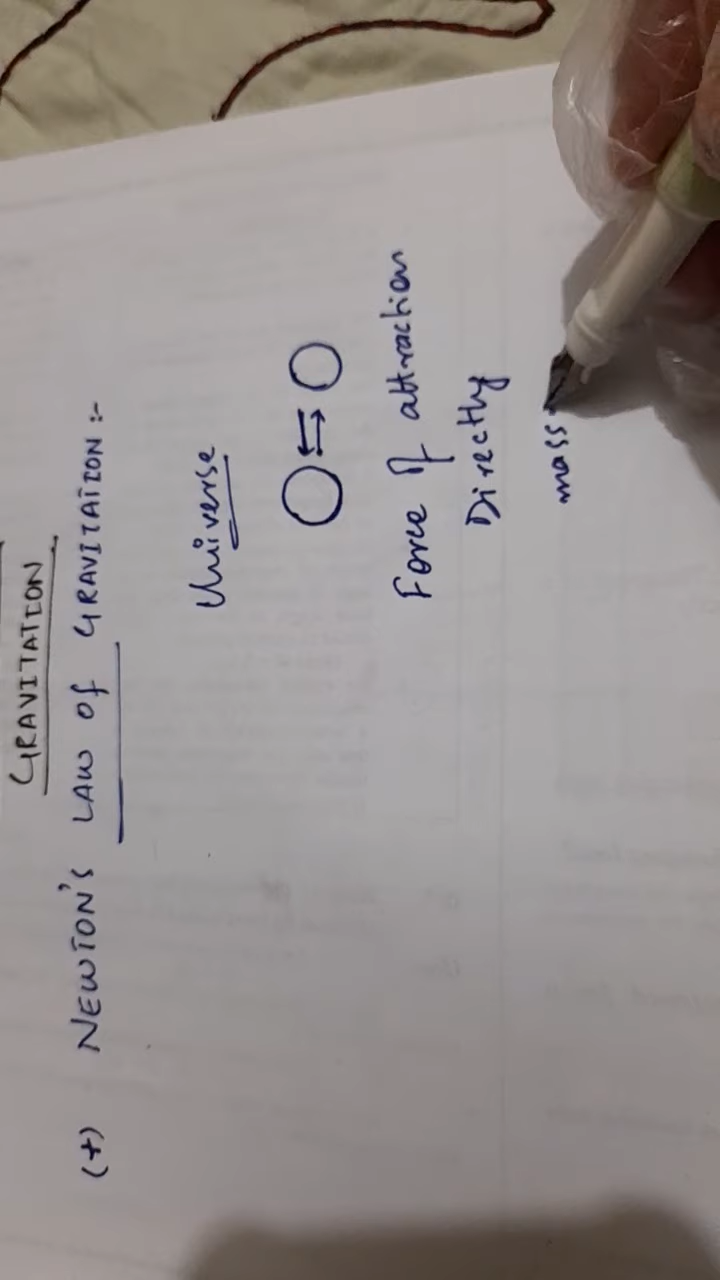 GRAVITATION
(+) NEWTON'S LAW of GRAVITATION :-
Universe
Force of attraction
Directly
mass